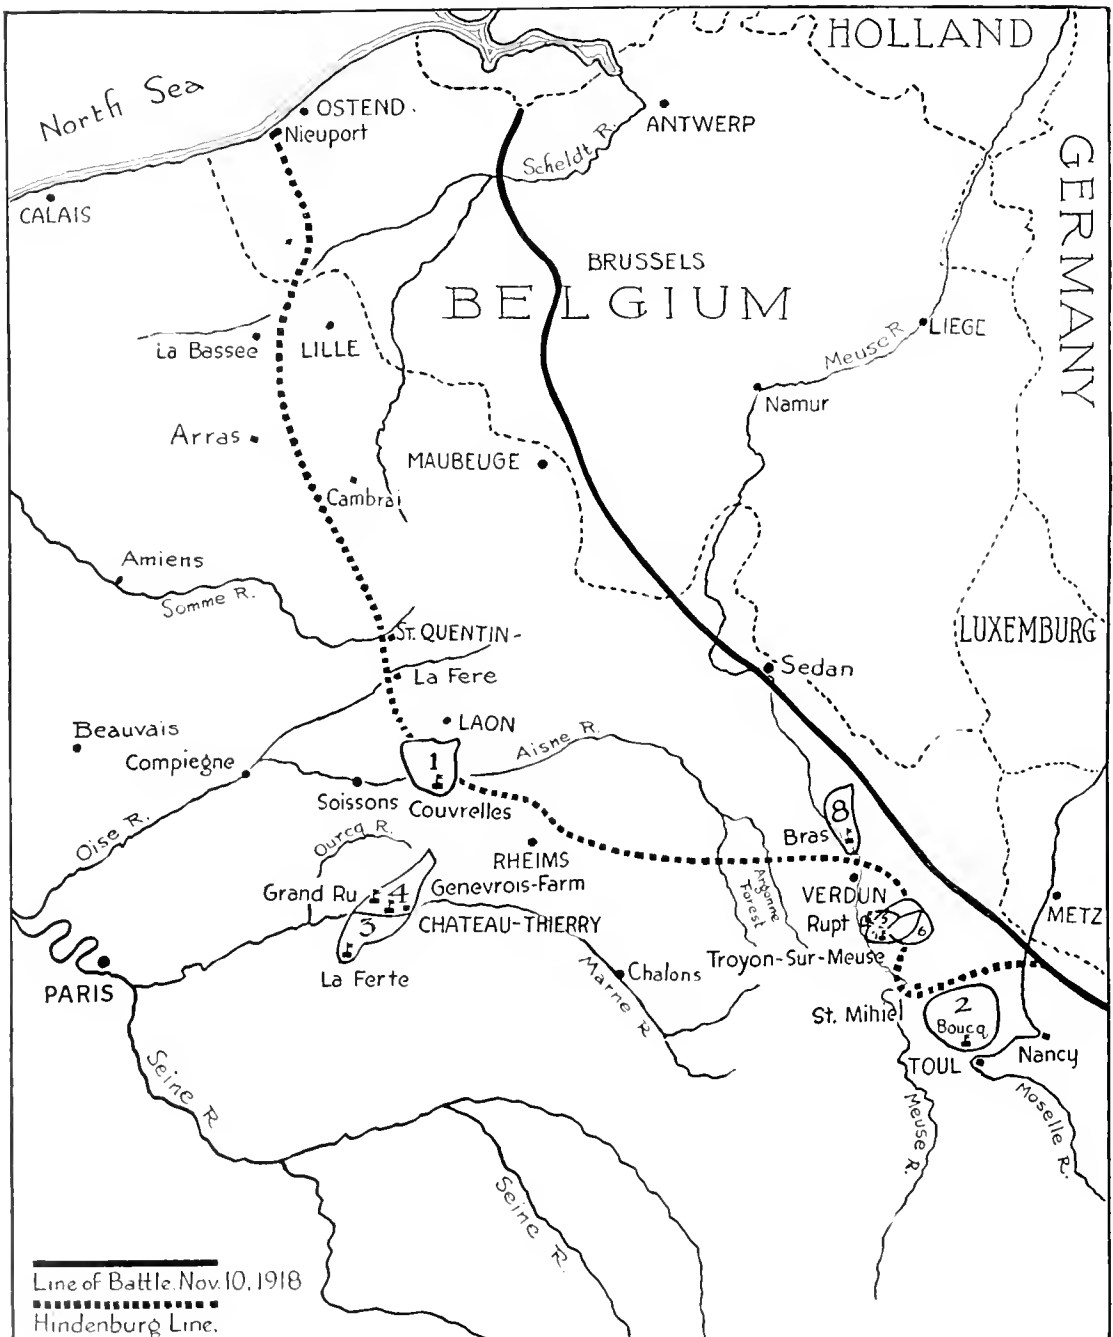 HOLLAND
North Sea
OSTEND.
Nieuport
ANTWERP
Scheldt R.
GERMANY
CALAIS
BRUSSELS
BELGIUM
LIEGE
Meuse R
La Bassee
LILLE
Namur
Arras
MAUBEUGE
Cambrai
Amiens
Somme R.
ST. QUENTIN-
LUXEMBURG
La Fere
Sedan
Beauvais
LAON
Aisne R.
Compiegne
1
Soissons
Couvrelles
8
Bras
Oise R.
Ourcq R.
RHEIMS
Argonne
Forest
VERDUN
METZ
Grand Ru
4
Genevrois-Farm
3
CHATEAU-THIERRY
Rupt
5
6
La Ferte
Troyon-Sur-Meuse
PARIS
Chalons
Marne R
St. Mihiel
2
Boucq
Nancy
TOUL
Seine R
Meuse R.
Moselle R.
Seine R.
Line of Battle. Nov. 10, 1918
Hindenburg Line.